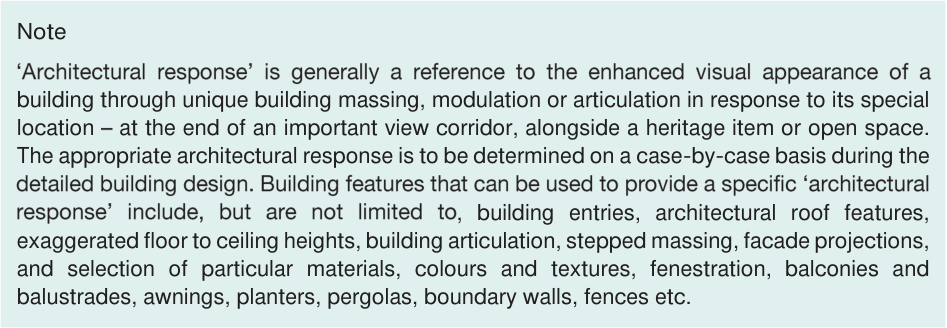 Note
‘Architectural response’ is generally a reference to the enhanced visual appearance of a
building through unique building massing, modulation or articulation in response to its special
location – at the end of an important view corridor, alongside a heritage item or open space.
The appropriate architectural response is to be determined on a case-by-case basis during the
detailed building design. Building features that can be used to provide a specific ‘architectural
response’ include, but are not limited to, building entries, architectural roof features,
exaggerated floor to ceiling heights, building articulation, stepped massing, facade projections,
and selection of particular materials, colours and textures, fenestration, balconies and
balustrades, awnings, planters, pergolas, boundary walls, fences etc.